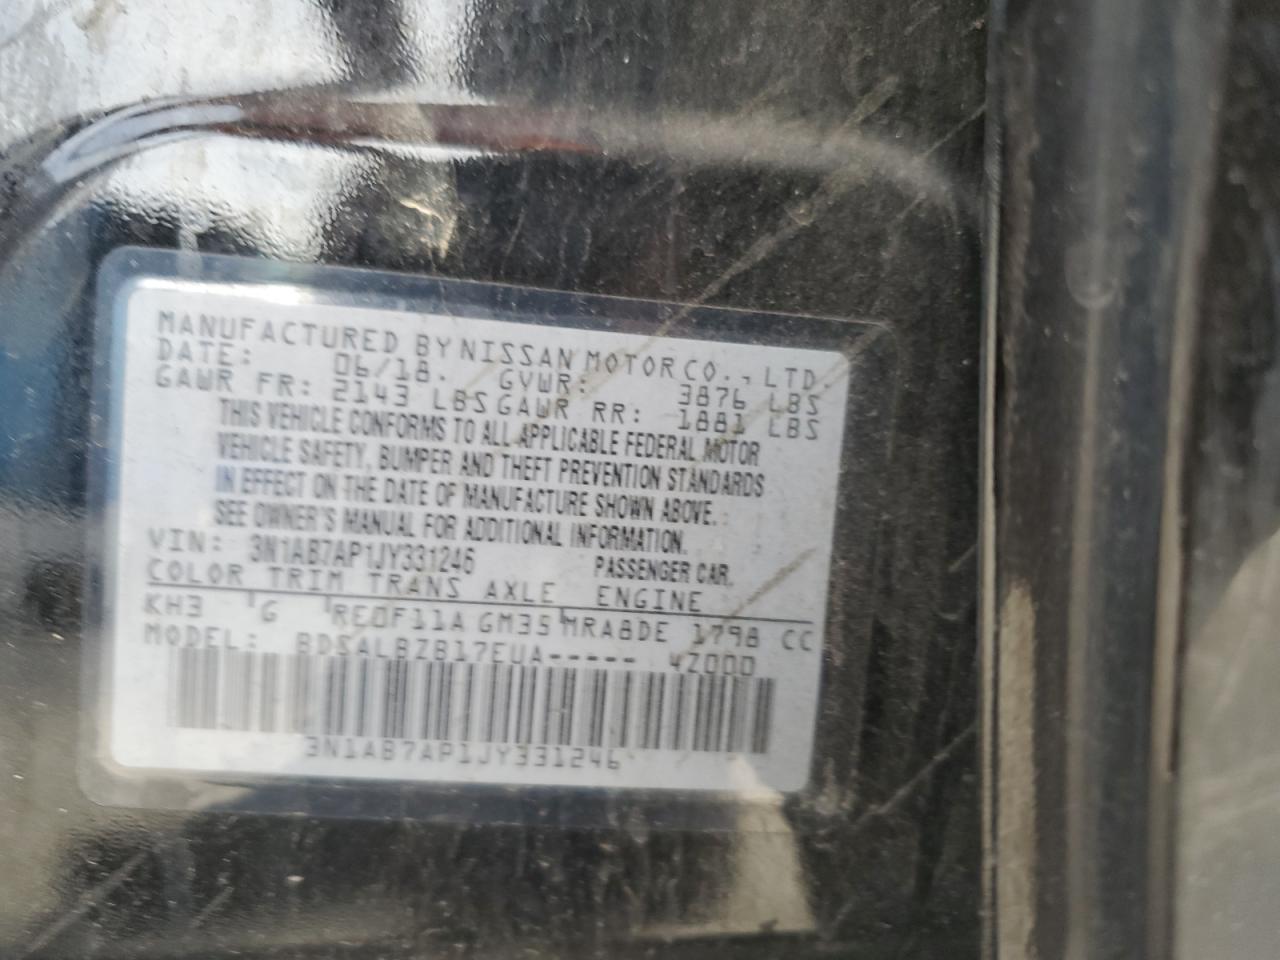 MANUFACTURED BY NISSAN MOTOR CO., LTD.
DATE: 06/18. GVWR: 3876 LBS
GAWR FR: 2143 LBS GAWR RR: 1881 LBS
THIS VEHICLE CONFORMS TO ALL APPLICABLE FEDERAL MOTOR
VEHICLE SAFETY, BUMPER AND THEFT PREVENTION STANDARDS
IN EFFECT ON THE DATE OF MANUFACTURE SHOWN ABOVE.
SEE OWNER'S MANUAL FOR ADDITIONAL INFORMATION.
VIN: 3N1AB7AP1JY331246 PASSENGER CAR.
COLOR TRIM TRANS AXLE ENGINE
KH3 G RE0F11A GM35 MRA8DE 1798 CC
MODEL: BDSALBZB17EUA----- 4Z000
3N1AB7AP1JY331246